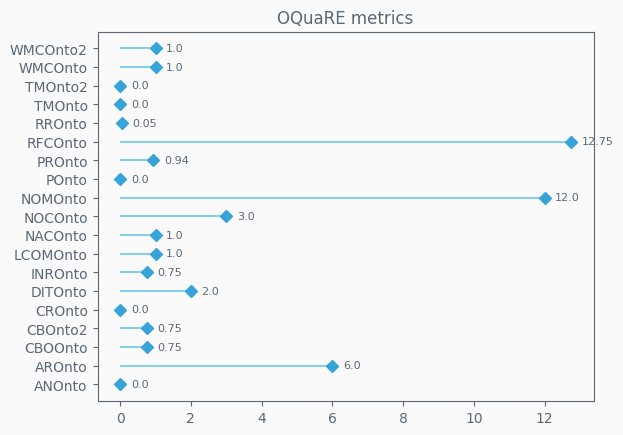 OQuaRE metrics
WMCOnto2 1.0
WMCOnto 1.0
TMOnto2 0.0
TMOnto 0.0
RROnto 0.05
RFCOnto 12.75
PROnto 0.94
POnto 0.0
NOMOnto 12.0
NOCOnto 3.0
NACOnto 1.0
LCOMOnto 1.0
INROnto 0.75
DITOnto 2.0
CROnto 0.0
CBOnto2 0.75
CBOOnto 0.75
AROnto 6.0
ANOnto 0.0
0 2 4 6 8 10 12